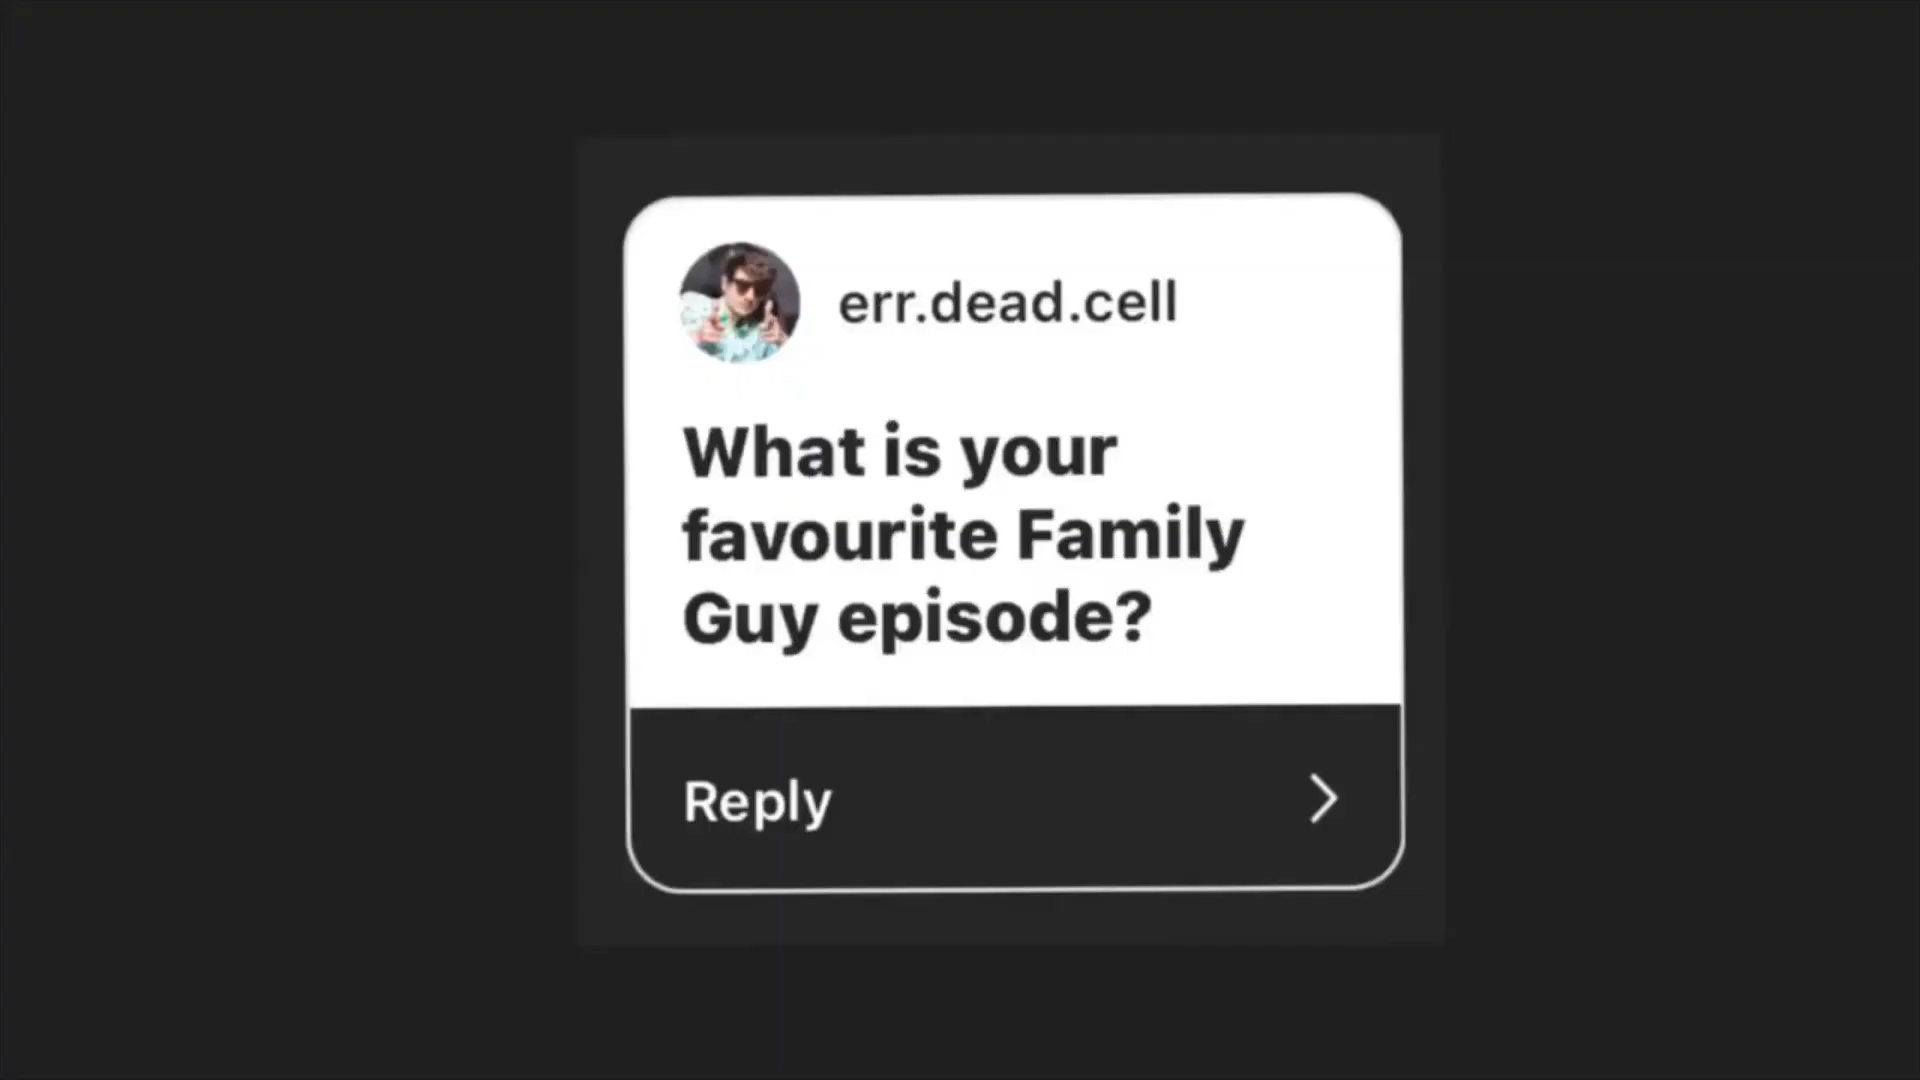 err.dead.cell
What is your
favourite Family
Guy episode?
Reply